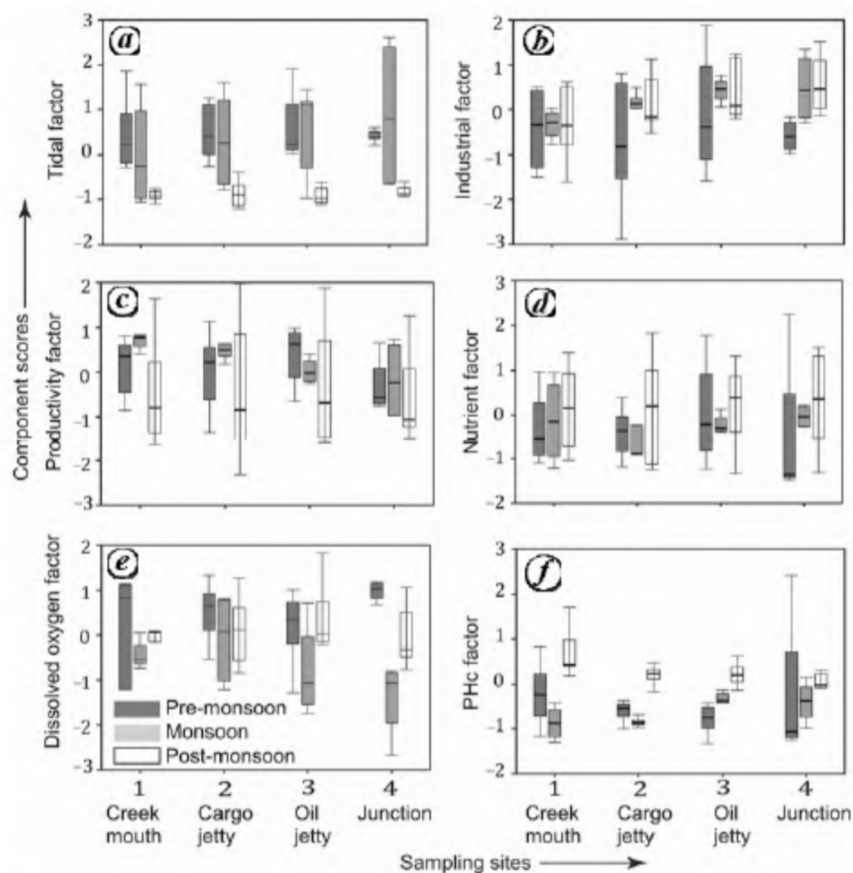 a
3
2
1
0
−1
−2
Tidal factor
b
2
1
0
−1
−2
−3
Industrial factor
c
2
1
0
−1
−2
−3
Productivity factor
Component scores
d
3
2
1
0
−1
−2
Nutrient factor
e
2
1
0
−1
−2
−3
Dissolved oxygen factor
Pre-monsoon
Monsoon
Post-monsoon
f
3
2
1
0
−1
−2
PHc factor
1 2 3 4 1 2 3 4
Creek Cargo Oil Junction Creek Cargo Oil Junction
mouth jetty jetty mouth jetty jetty
Sampling sites